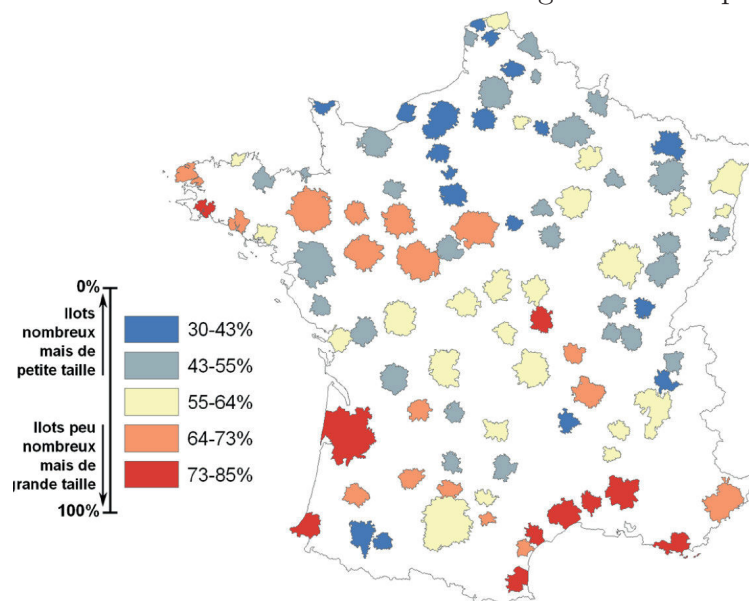 0%
Ilots
nombreux
mais de
petite taille
Ilots peu
nombreux
mais de
grande taille
100%
30-43%
43-55%
55-64%
64-73%
73-85%